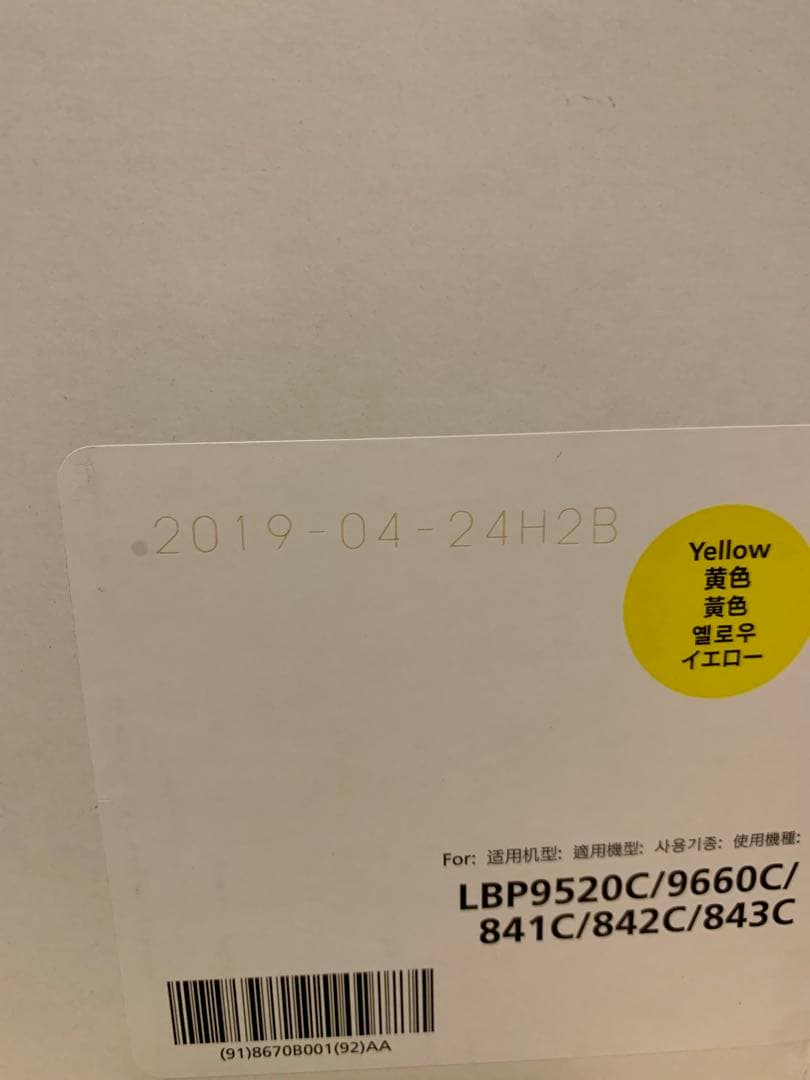 2019-04-24H2B
Yellow
黄色
黃色
옐로우
イエロー
For: 适用机型: 適用機型: 사용기종: 使用機種:
LBP9520C/9660C/
841C/842C/843C
(91)8670B001(92)AA